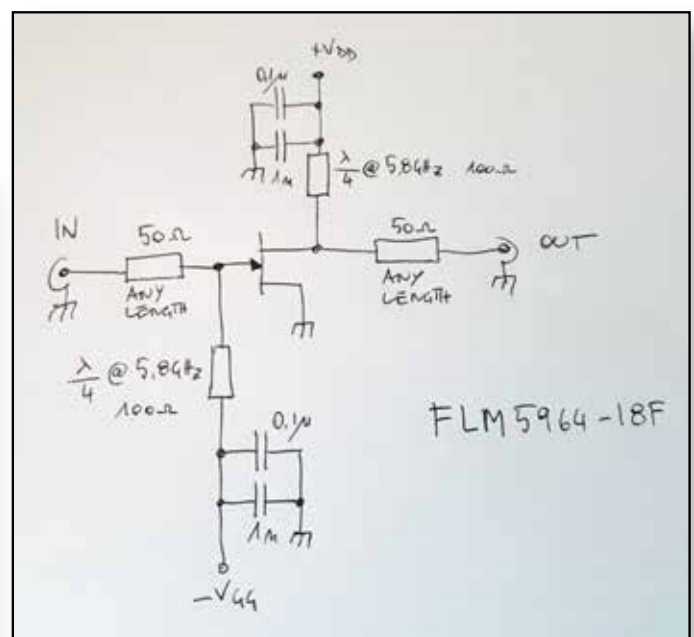 +VDD
0.1µ
1n
λ/4 @ 5.8GHz 100Ω
IN
50Ω
ANY
LENGTH
50Ω
ANY
LENGTH
OUT
λ/4 @ 5.8GHz
100Ω
0.1µ
1n
FLM5964-18F
-VGG